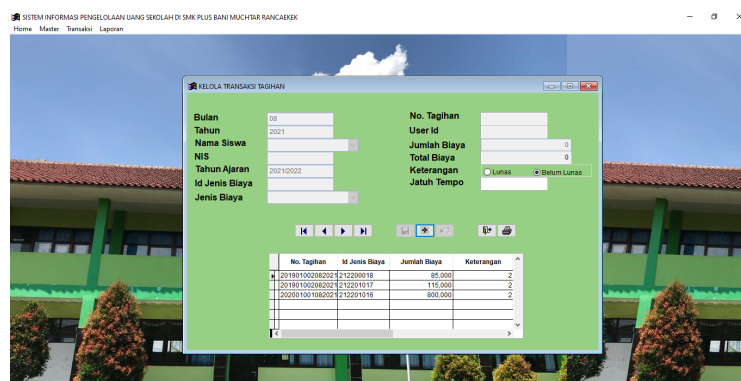 SISTEM INFORMASI PENGELOLAAN UANG SEKOLAH DI SMK PLUS BANI MUCHTAR RANCAEKEK
Home Master Transaksi Laporan
KELOLA TRANSAKSI TAGIHAN
Bulan 08 No. Tagihan
Tahun 2021 User Id
Nama Siswa Jumlah Biaya 0
NIS Total Biaya 0
Tahun Ajaran 2021/2022 Keterangan Lunas Belum Lunas
Id Jenis Biaya Jatuh Tempo
Jenis Biaya
No. Tagihan Id Jenis Biaya Jumlah Biaya Keterangan
201901002082021 212200018 85,000 2
201901002082021 212201017 115,000 2
202001001082021 212201016 800,000 2